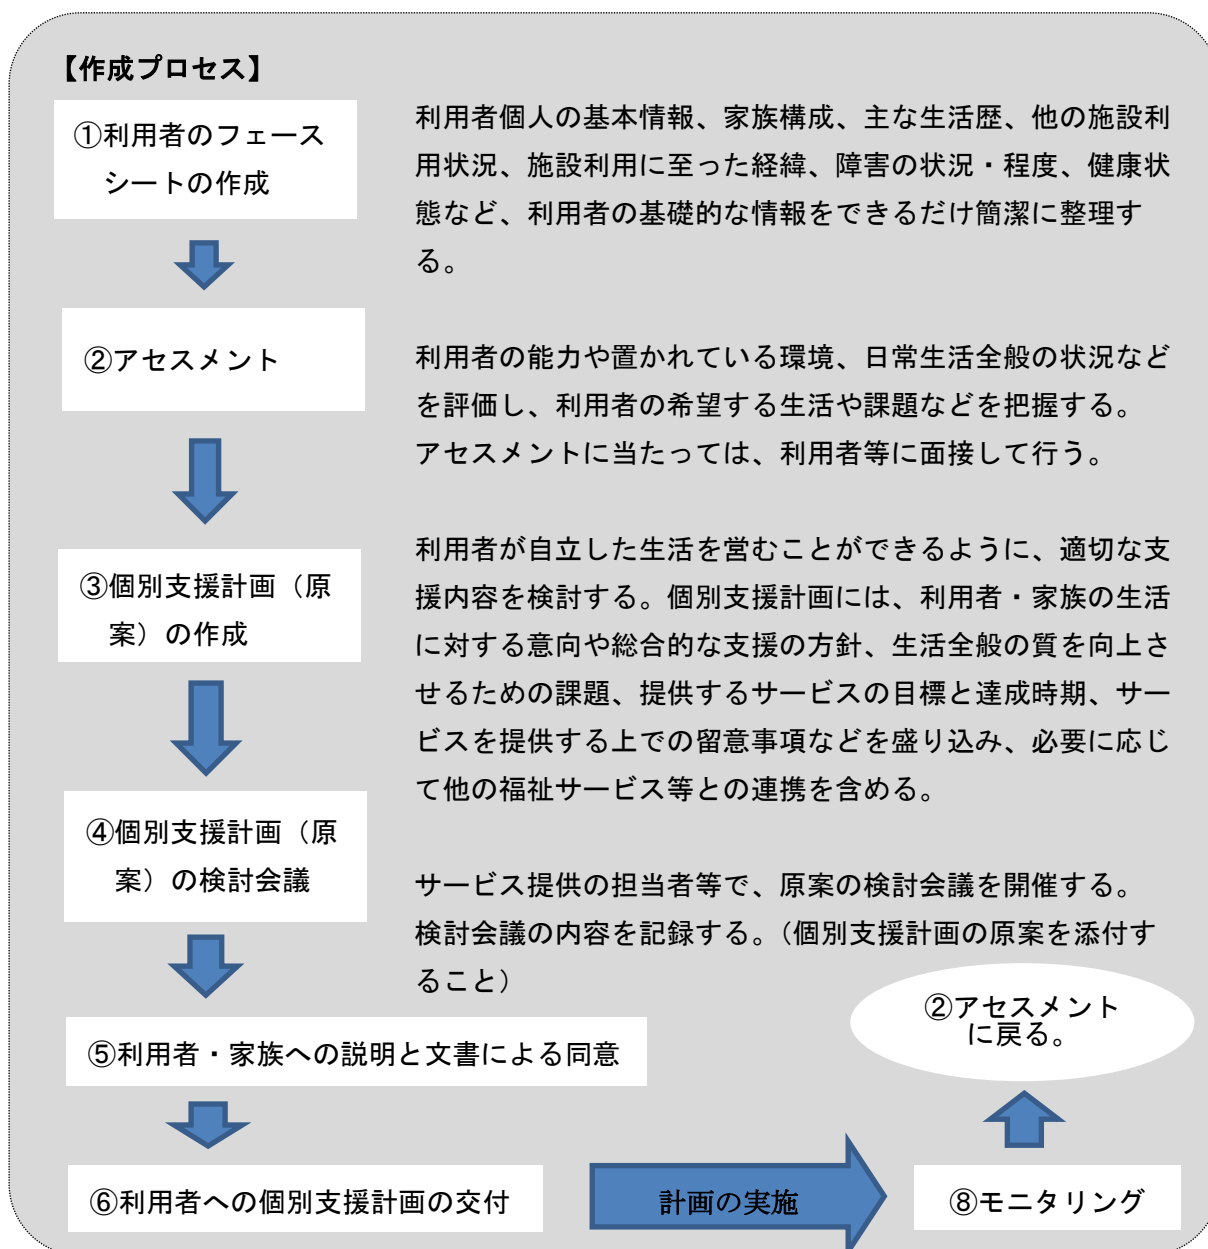 【作成プロセス】
①利用者のフェース
シートの作成
利用者個人の基本情報、家族構成、主な生活歴、他の施設利
用状況、施設利用に至った経緯、障害の状況・程度、健康状
態など、利用者の基礎的な情報をできるだけ簡潔に整理す
る。
②アセスメント
利用者の能力や置かれている環境、日常生活全般の状況など
を評価し、利用者の希望する生活や課題などを把握する。
アセスメントに当たっては、利用者等に面接して行う。
③個別支援計画（原
案）の作成
利用者が自立した生活を営むことができるように、適切な支
援内容を検討する。個別支援計画には、利用者・家族の生活
に対する意向や総合的な支援の方針、生活全般の質を向上さ
せるための課題、提供するサービスの目標と達成時期、サー
ビスを提供する上での留意事項などを盛り込み、必要に応じ
て他の福祉サービス等との連携を含める。
④個別支援計画（原
案）の検討会議
サービス提供の担当者等で、原案の検討会議を開催する。
検討会議の内容を記録する。（個別支援計画の原案を添付す
ること）
⑤利用者・家族への説明と文書による同意
⑥利用者への個別支援計画の交付
計画の実施
⑧モニタリング
②アセスメント
に戻る。